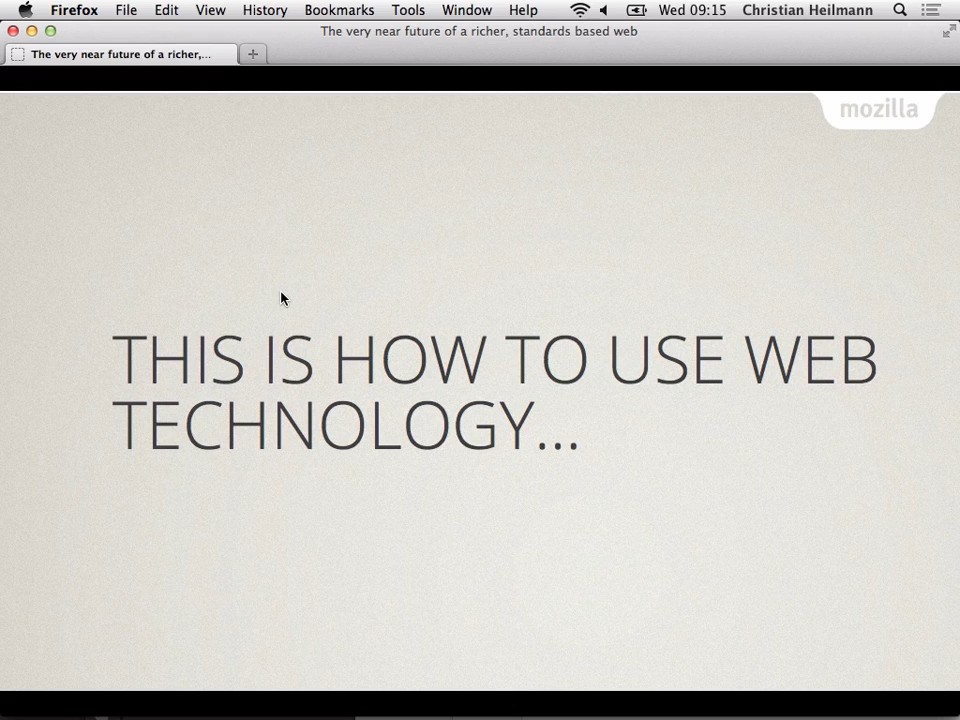 Firefox File Edit View History Bookmarks Tools Window Help Wed 09:15 Christian Heilmann
The very near future of a richer, standards based web
The very near future of a richer,... +
mozilla
THIS IS HOW TO USE WEB
TECHNOLOGY...